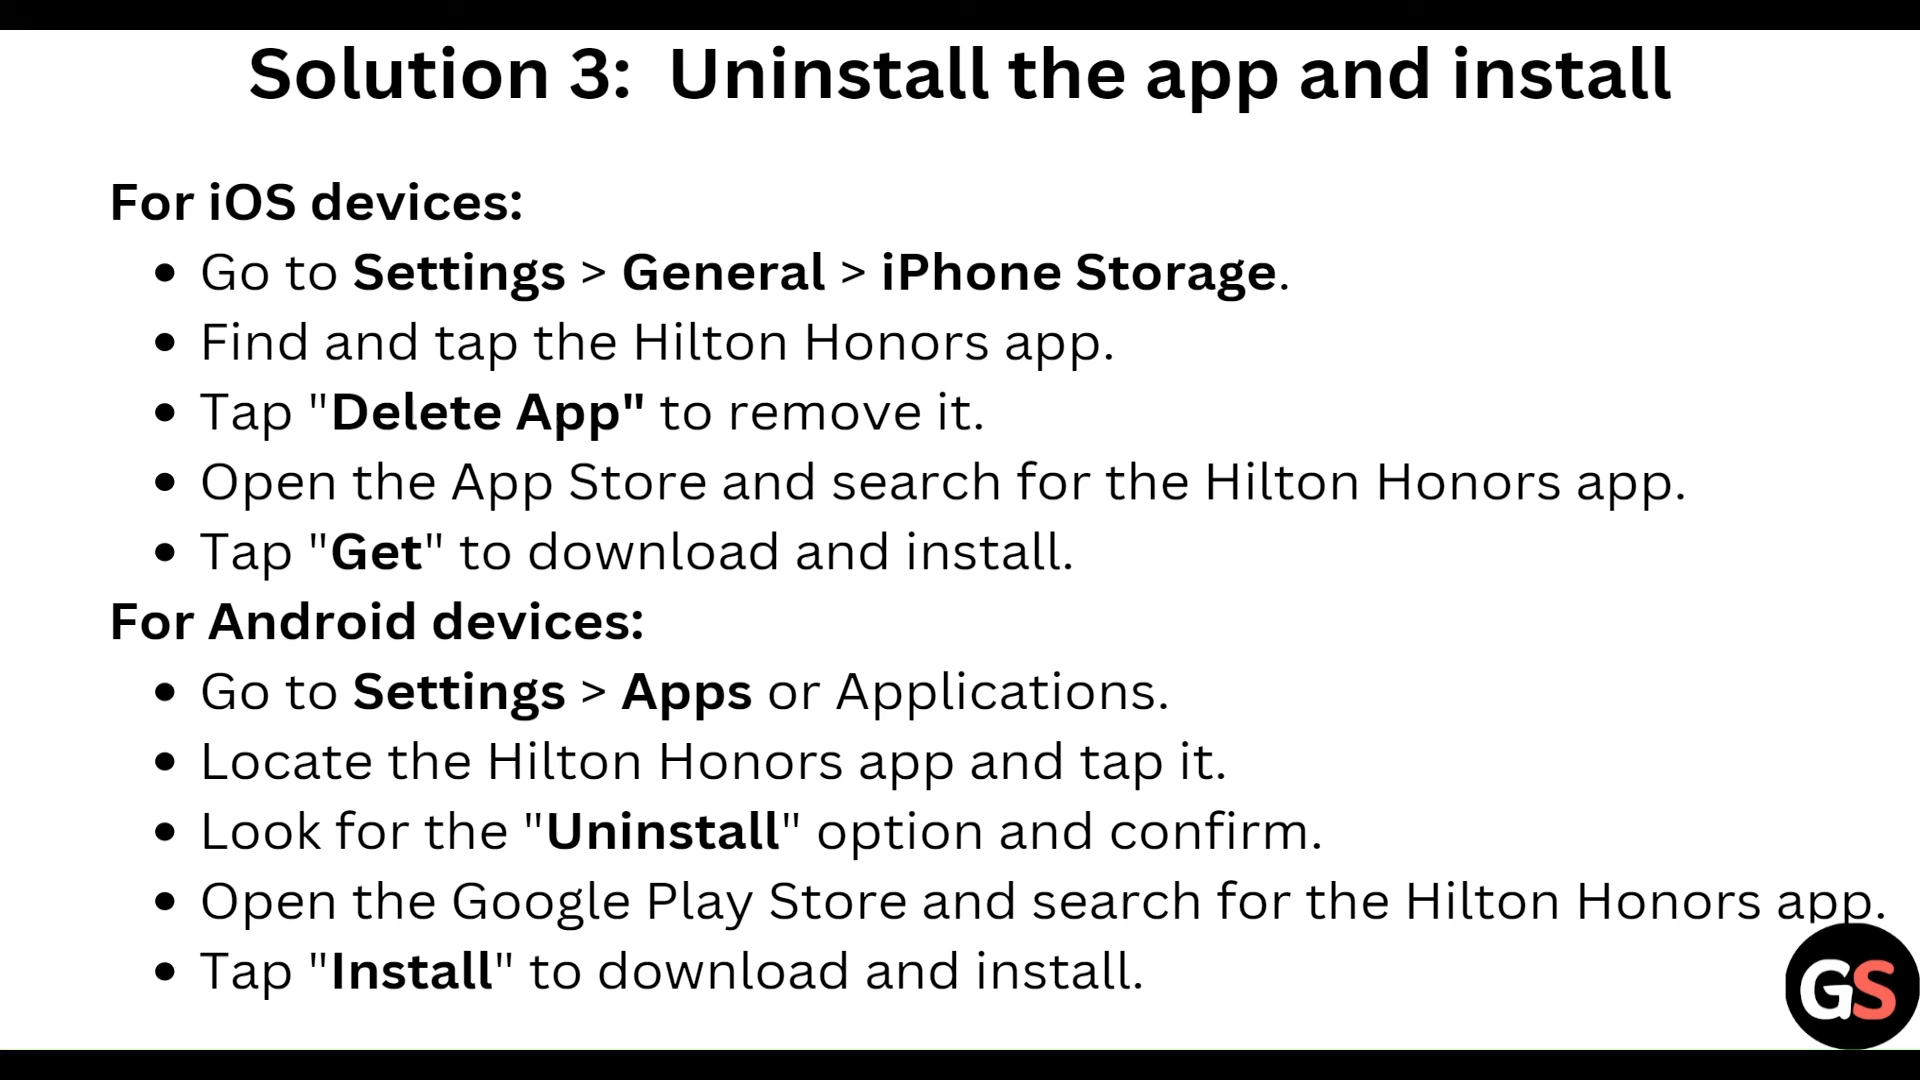 Solution 3: Uninstall the app and install
For iOS devices:
Go to Settings > General > iPhone Storage.
Find and tap the Hilton Honors app.
Tap "Delete App" to remove it.
Open the App Store and search for the Hilton Honors app.
Tap "Get" to download and install.
For Android devices:
Go to Settings > Apps or Applications.
Locate the Hilton Honors app and tap it.
Look for the "Uninstall" option and confirm.
Open the Google Play Store and search for the Hilton Honors app.
Tap "Install" to download and install.
GS